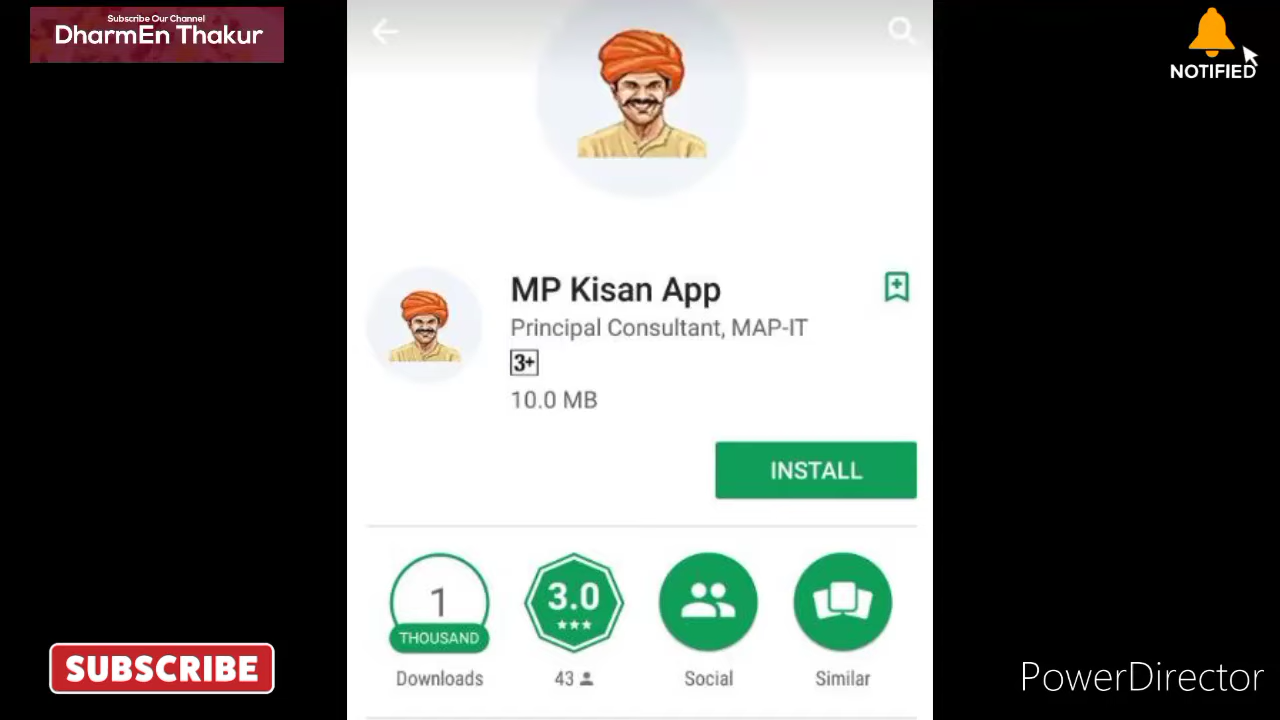 Subscribe Our Channel
DharmEn Thakur
NOTIFIED
MP Kisan App
Principal Consultant, MAP-IT
3+
10.0 MB
INSTALL
1
THOUSAND
Downloads
3.0
43
Social
Similar
SUBSCRIBE
PowerDirector